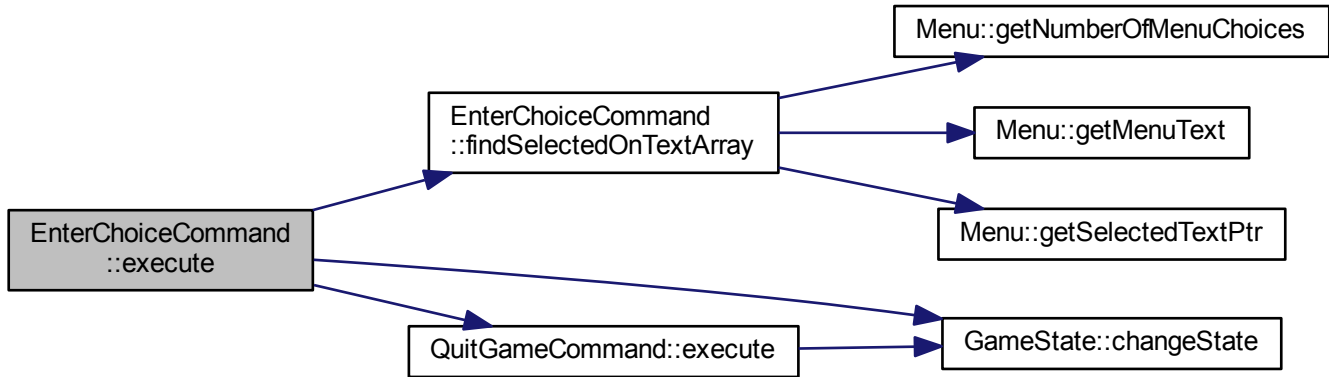 Menu::getNumberOfMenuChoices
EnterChoiceCommand
::findSelectedOnTextArray
Menu::getMenuText
Menu::getSelectedTextPtr
EnterChoiceCommand
::execute
QuitGameCommand::execute
GameState::changeState